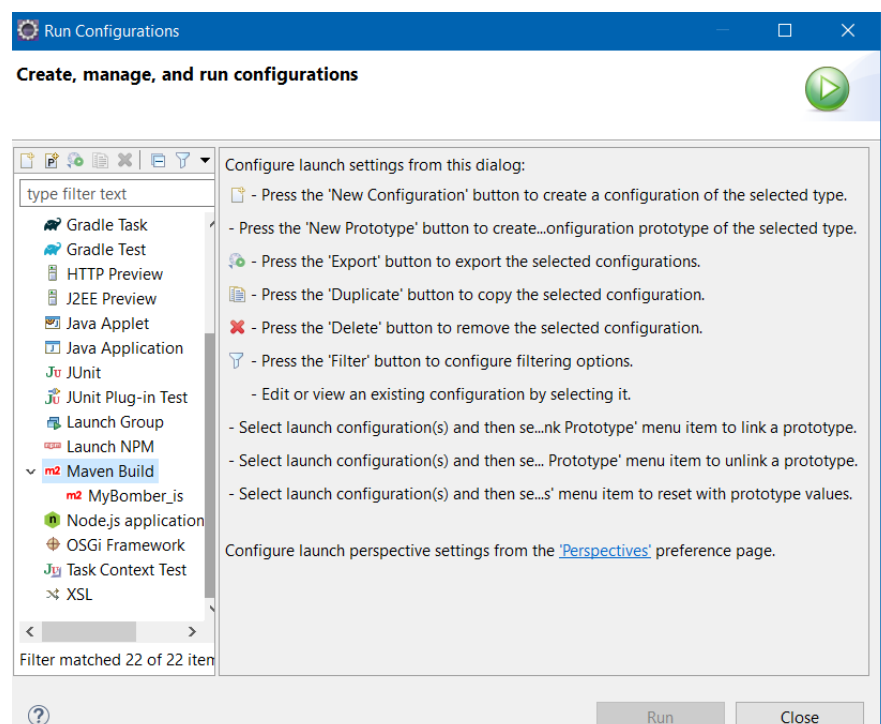 Run Configurations
Create, manage, and run configurations
type filter text
Gradle Task
Gradle Test
HTTP Preview
J2EE Preview
Java Applet
Java Application
Ju JUnit
JU JUnit Plug-in Test
Launch Group
Launch NPM
m2 Maven Build
m2 MyBomber_is
n Node.js application
OSGi Framework
Ju Task Context Test
XSL
Filter matched 22 of 22 item
Configure launch settings from this dialog:
- Press the 'New Configuration' button to create a configuration of the selected type.
- Press the 'New Prototype' button to create...onfiguration prototype of the selected type.
- Press the 'Export' button to export the selected configurations.
- Press the 'Duplicate' button to copy the selected configuration.
- Press the 'Delete' button to remove the selected configuration.
- Press the 'Filter' button to configure filtering options.
- Edit or view an existing configuration by selecting it.
- Select launch configuration(s) and then se...nk Prototype' menu item to link a prototype.
- Select launch configuration(s) and then se... Prototype' menu item to unlink a prototype.
- Select launch configuration(s) and then se...s' menu item to reset with prototype values.
Configure launch perspective settings from the 'Perspectives' preference page.
?
Run
Close